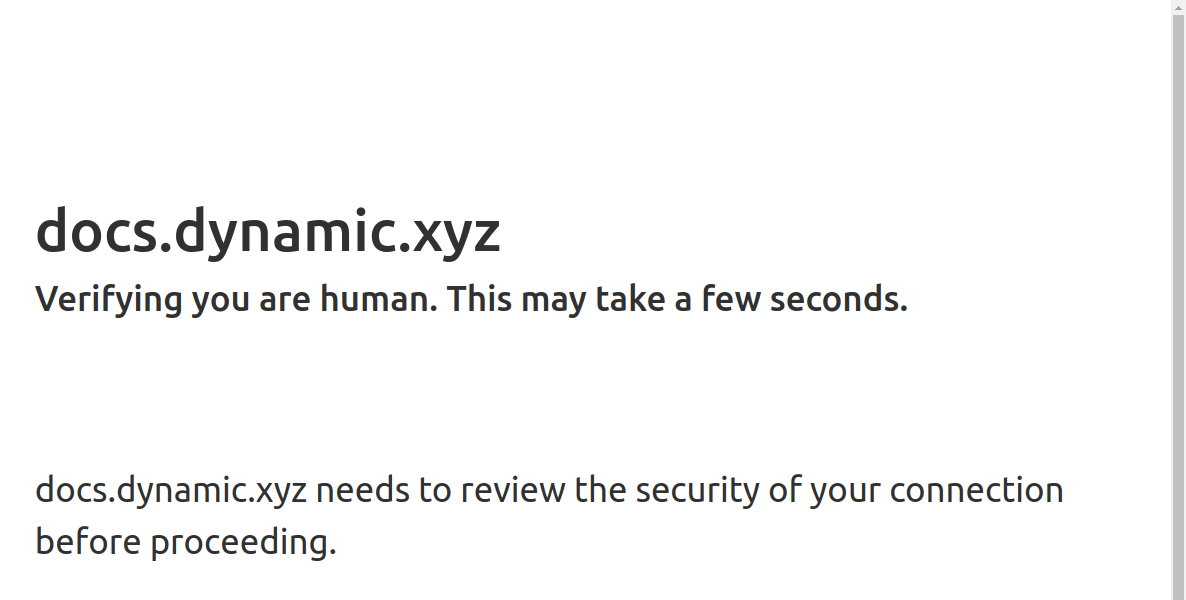 docs.dynamic.xyz
Verifying you are human. This may take a few seconds.
docs.dynamic.xyz needs to review the security of your connection
before proceeding.